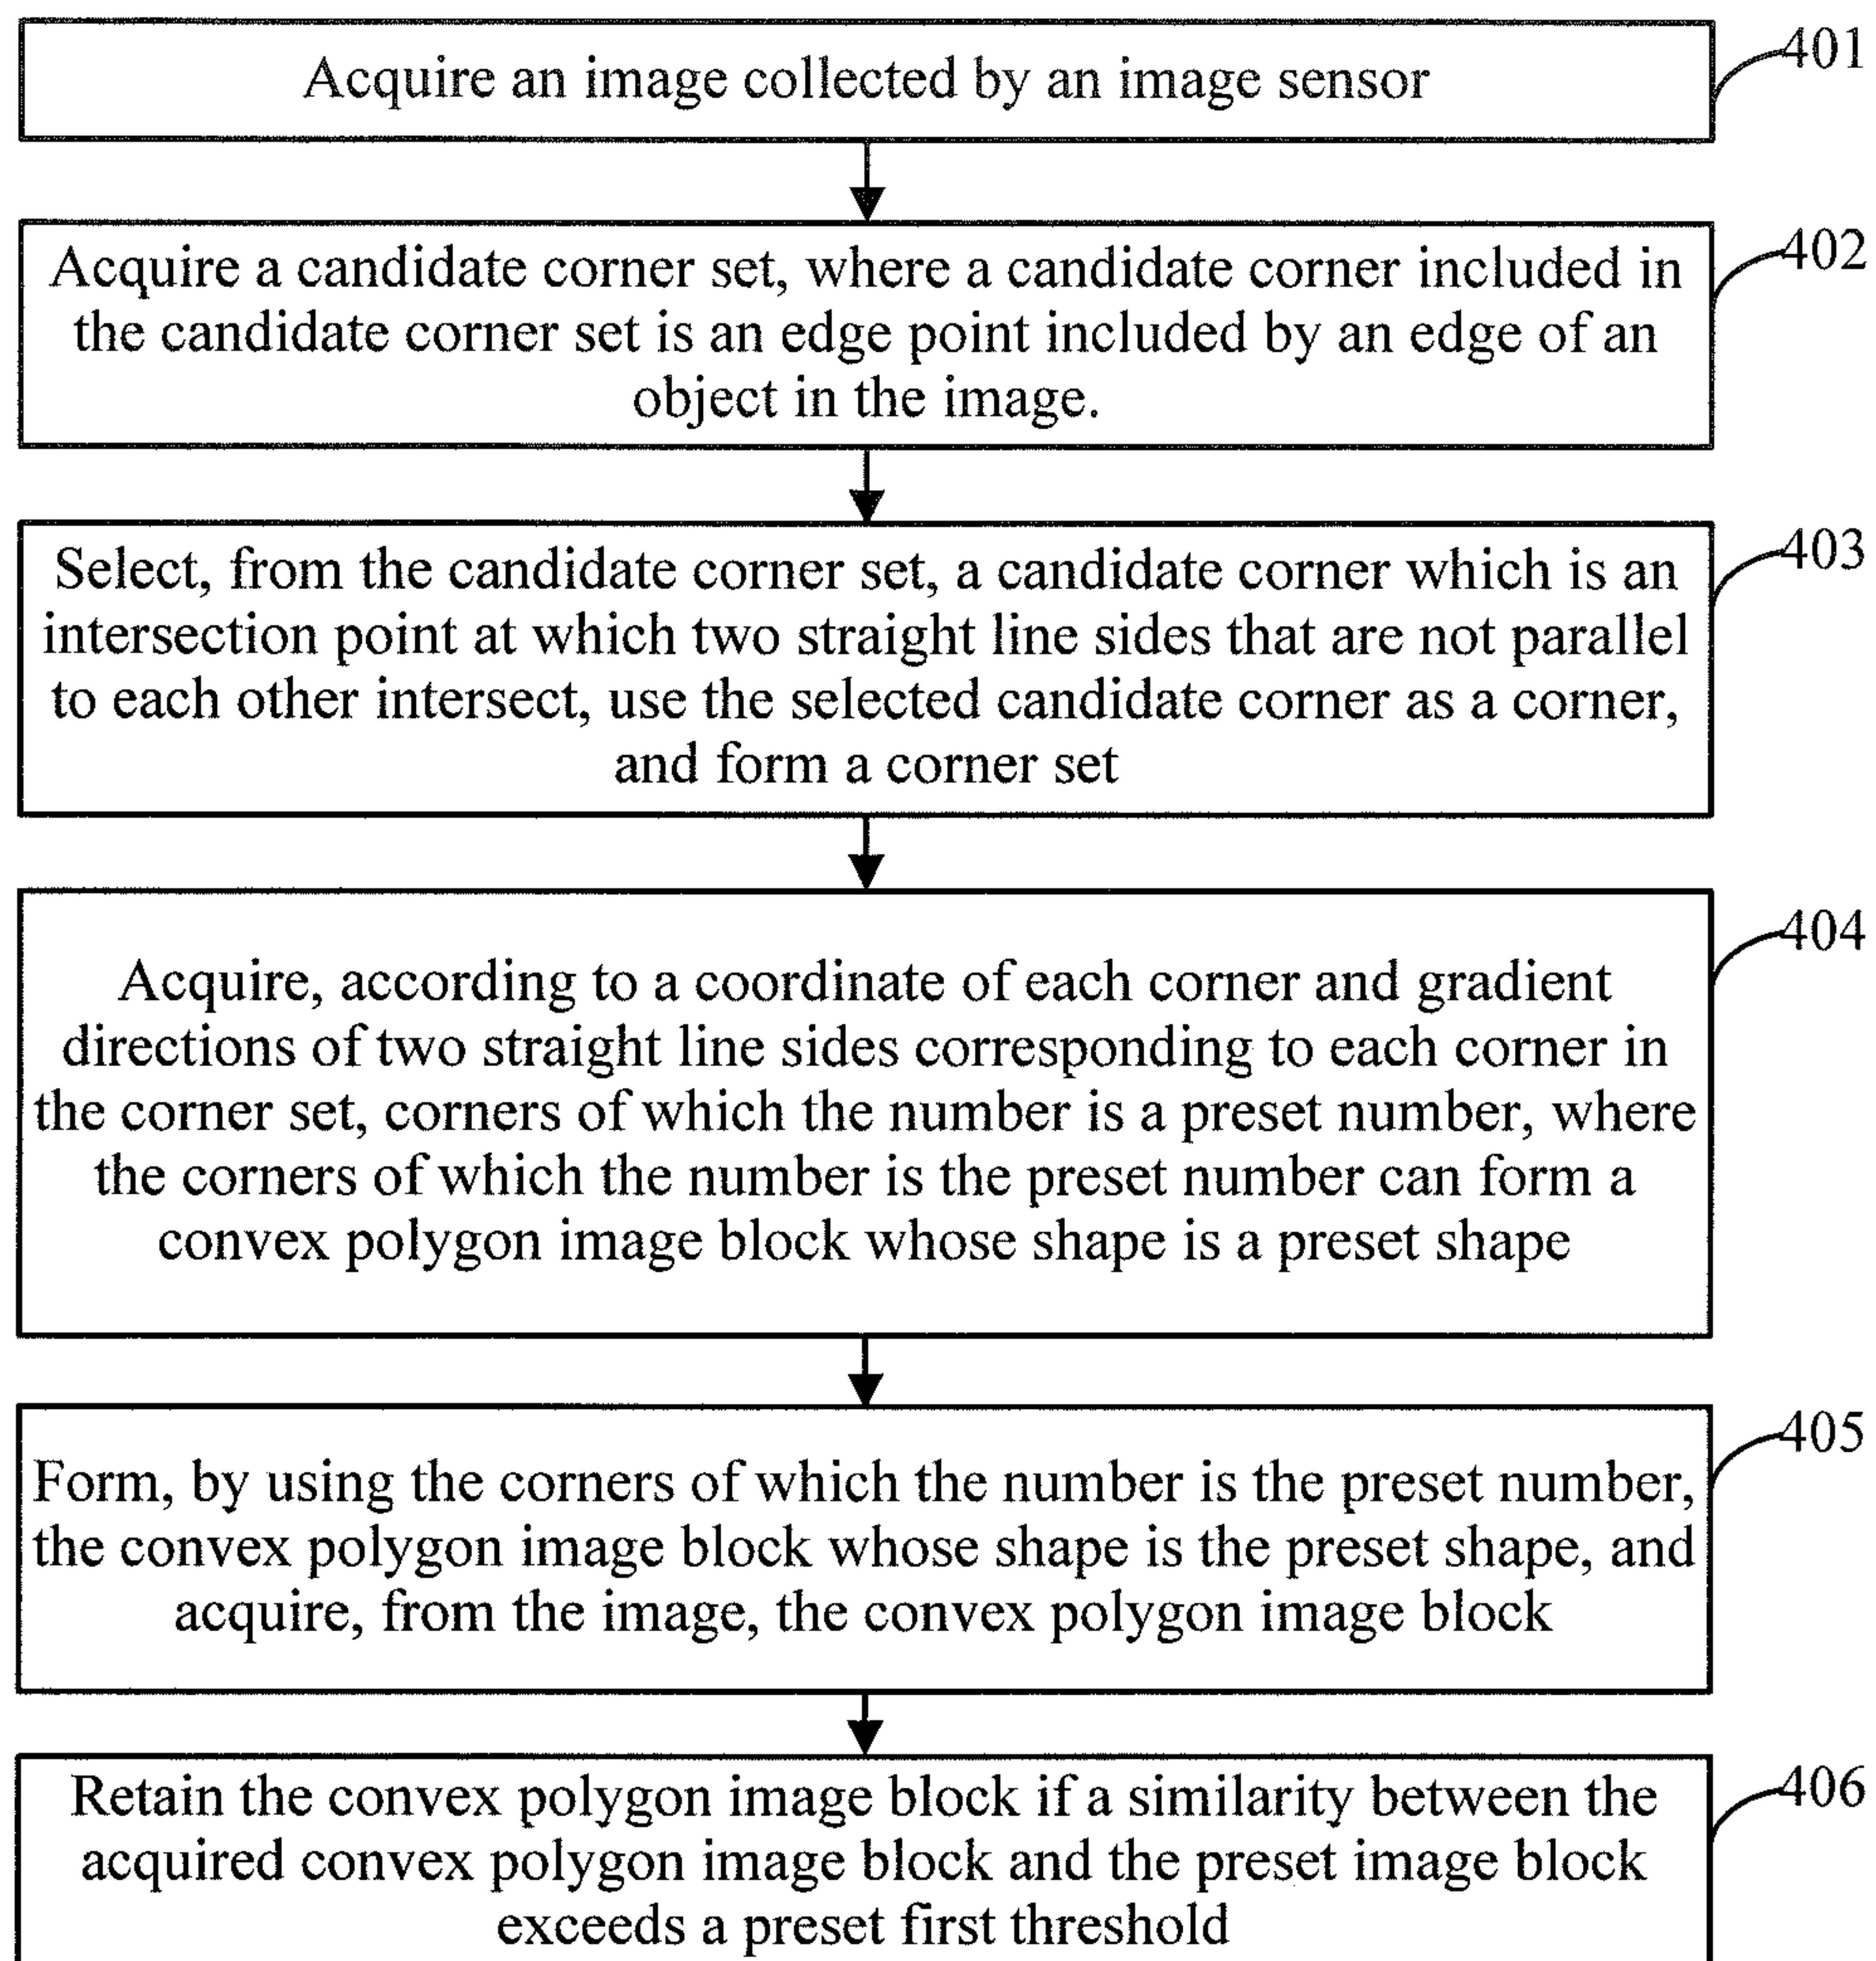 Acquire an image collected by an image sensor
401
Acquire a candidate corner set, where a candidate corner included in
the candidate corner set is an edge point included by an edge of an
object in the image.
402
Select, from the candidate corner set, a candidate corner which is an
intersection point at which two straight line sides that are not parallel
to each other intersect, use the selected candidate corner as a corner,
and form a corner set
403
Acquire, according to a coordinate of each corner and gradient
directions of two straight line sides corresponding to each corner in
the corner set, corners of which the number is a preset number, where
the corners of which the number is the preset number can form a
convex polygon image block whose shape is a preset shape
404
Form, by using the corners of which the number is the preset number,
the convex polygon image block whose shape is the preset shape, and
acquire, from the image, the convex polygon image block
405
Retain the convex polygon image block if a similarity between the
acquired convex polygon image block and the preset image block
exceeds a preset first threshold
406